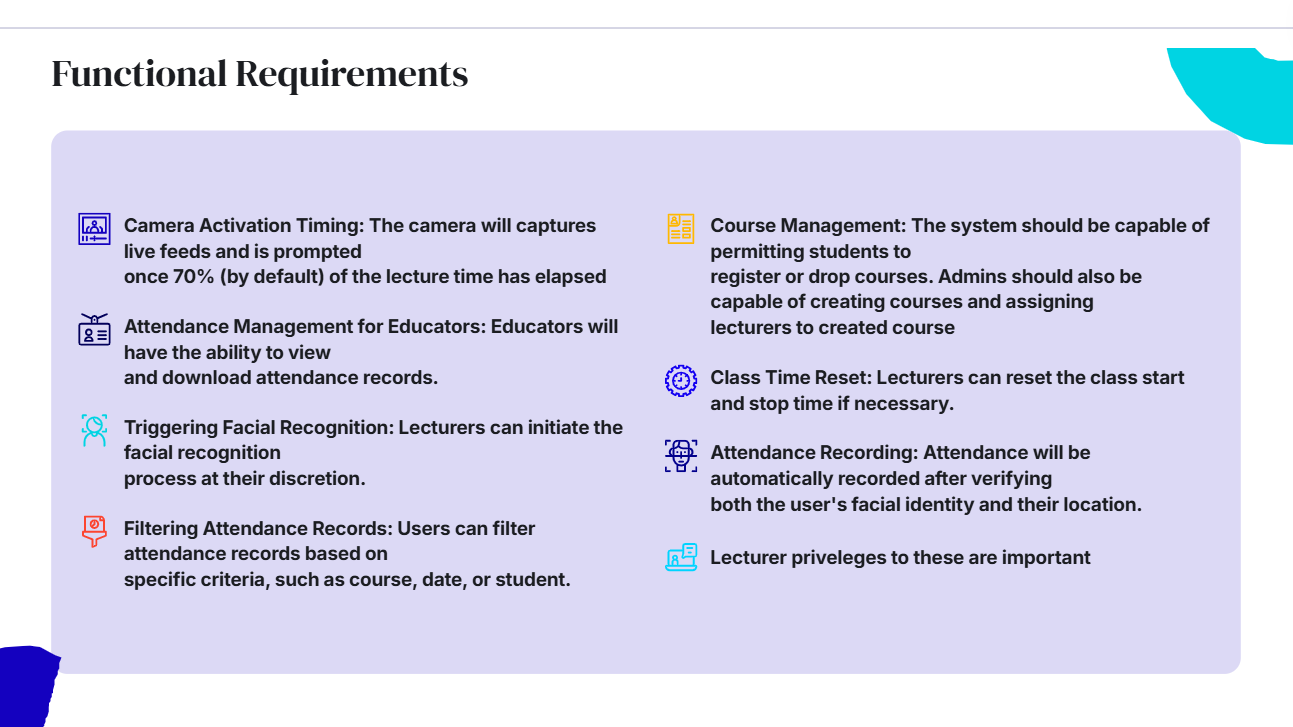 Functional Requirements
Camera Activation Timing: The camera will captures
live feeds and is prompted
once 70% (by default) of the lecture time has elapsed
Attendance Management for Educators: Educators will
have the ability to view
and download attendance records.
Triggering Facial Recognition: Lecturers can initiate the
facial recognition
process at their discretion.
Filtering Attendance Records: Users can filter
attendance records based on
specific criteria, such as course, date, or student.
Course Management: The system should be capable of
permitting students to
register or drop courses. Admins should also be
capable of creating courses and assigning
lecturers to created course
Class Time Reset: Lecturers can reset the class start
and stop time if necessary.
Attendance Recording: Attendance will be
automatically recorded after verifying
both the user's facial identity and their location.
Lecturer priveleges to these are important